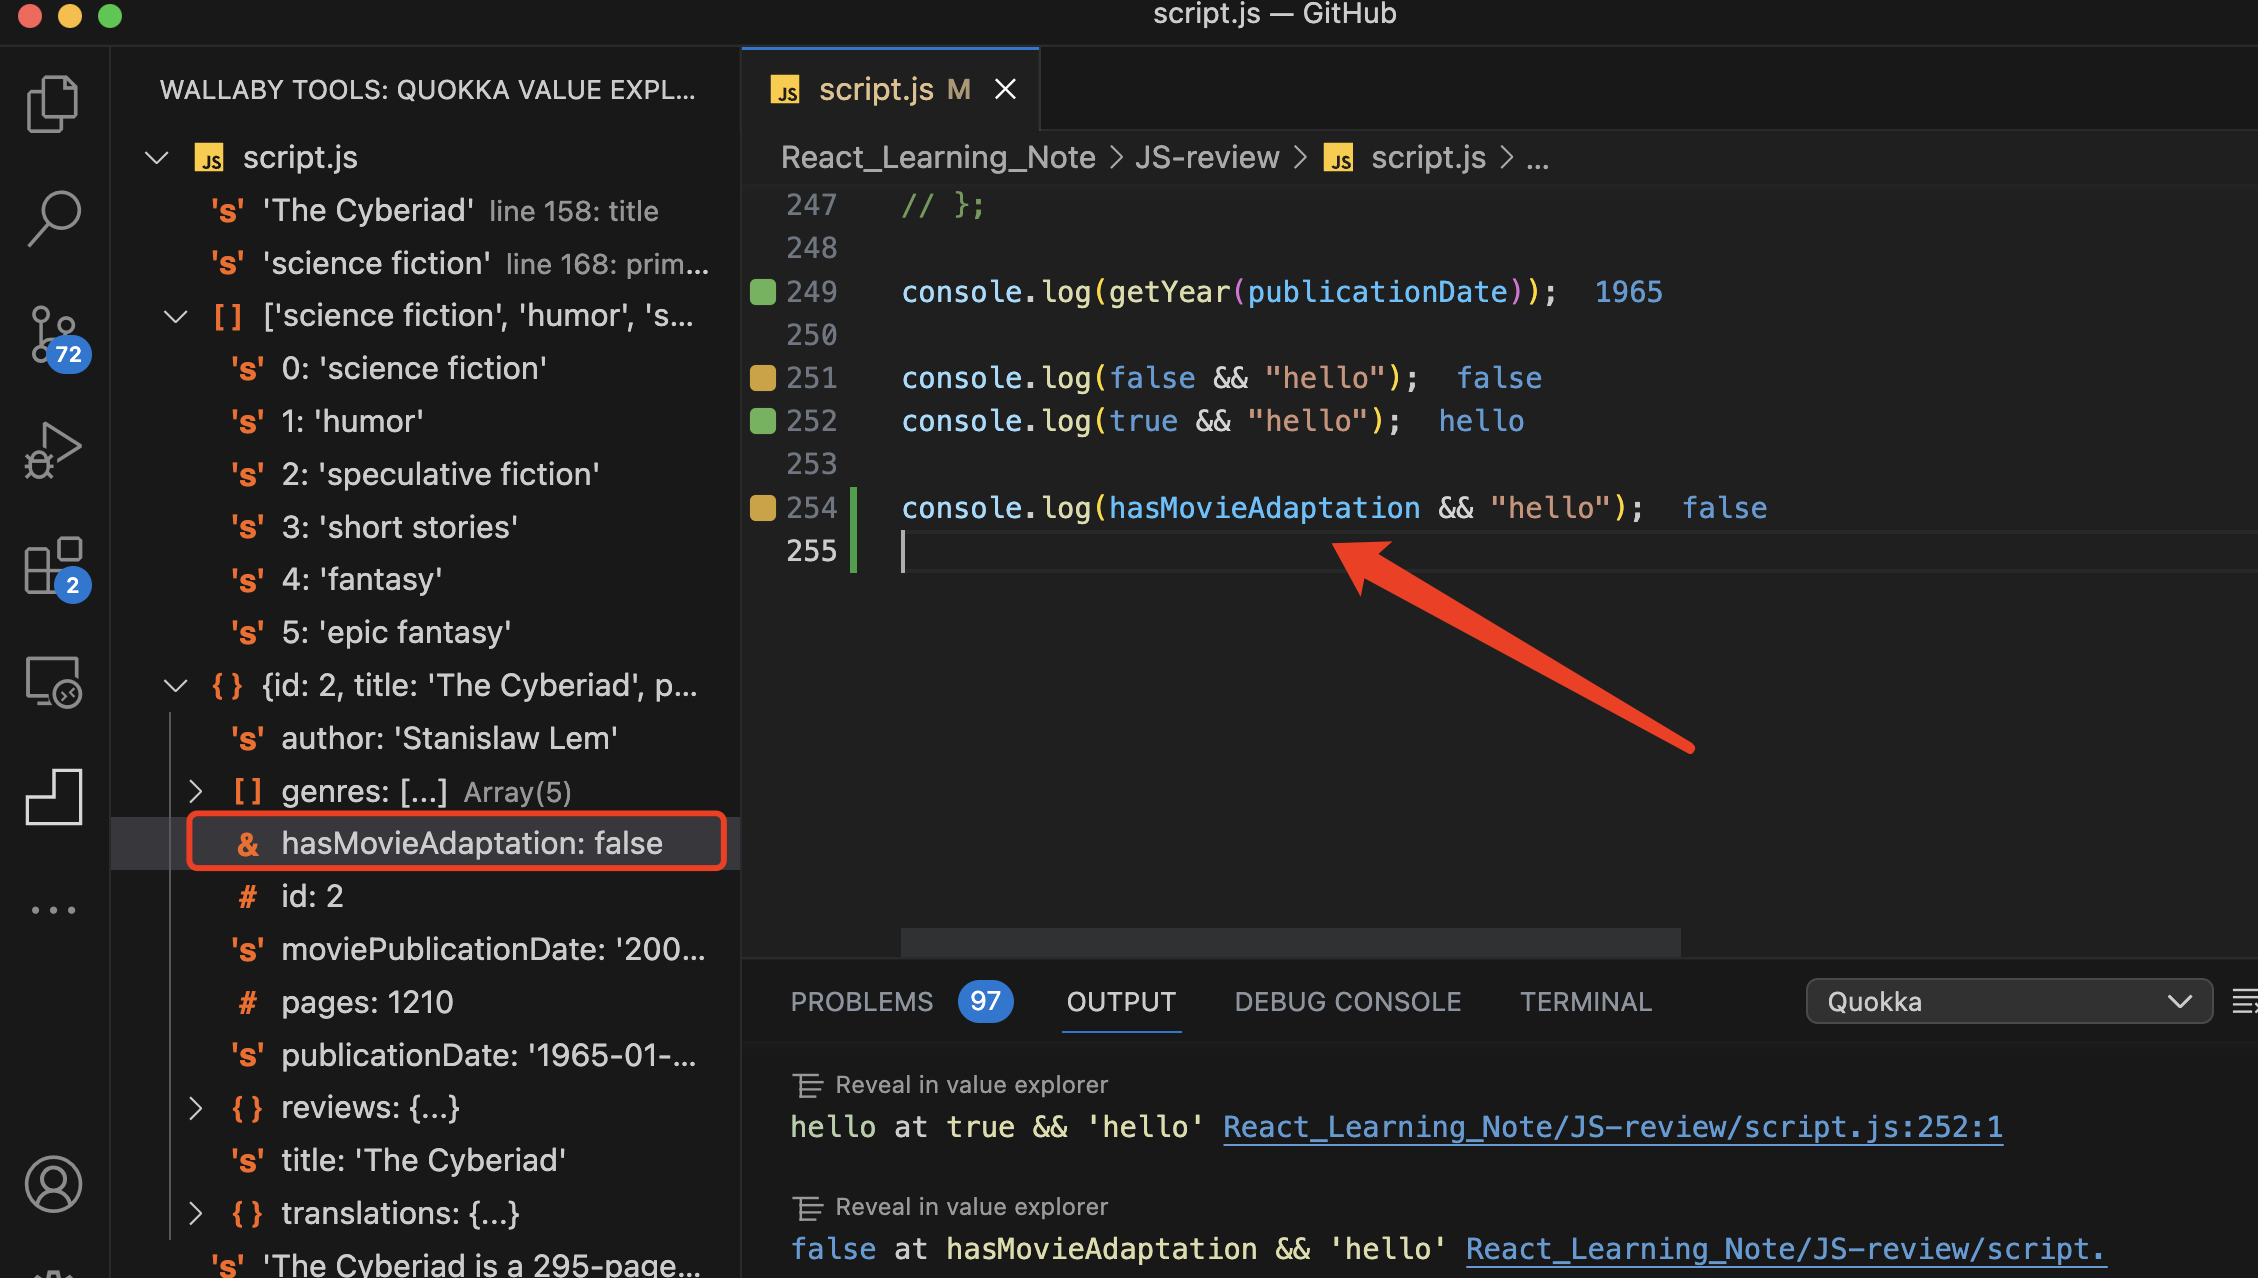 script.js — GitHub
WALLABY TOOLS: QUOKKA VALUE EXPL...
JS script.js
's' 'The Cyberiad' line 158: title
's' 'science fiction' line 168: prim...
[] ['science fiction', 'humor', 's...
's' 0: 'science fiction'
's' 1: 'humor'
's' 2: 'speculative fiction'
's' 3: 'short stories'
's' 4: 'fantasy'
's' 5: 'epic fantasy'
{} {id: 2, title: 'The Cyberiad', p...
's' author: 'Stanislaw Lem'
[] genres: [...] Array(5)
& hasMovieAdaptation: false
# id: 2
's' moviePublicationDate: '200...
# pages: 1210
's' publicationDate: '1965-01-...
{} reviews: {...}
's' title: 'The Cyberiad'
{} translations: {...}
's' 'The Cyberiad is a 295-page...
72
2
JS script.js M
React_Learning_Note > JS-review > JS script.js > ...
247 // };
248
249 console.log(getYear(publicationDate)); 1965
250
251 console.log(false && "hello"); false
252 console.log(true && "hello"); hello
253
254 console.log(hasMovieAdaptation && "hello"); false
255
PROBLEMS 97 OUTPUT DEBUG CONSOLE TERMINAL Quokka
Reveal in value explorer
hello at true && 'hello' React_Learning_Note/JS-review/script.js:252:1
Reveal in value explorer
false at hasMovieAdaptation && 'hello' React_Learning_Note/JS-review/script.